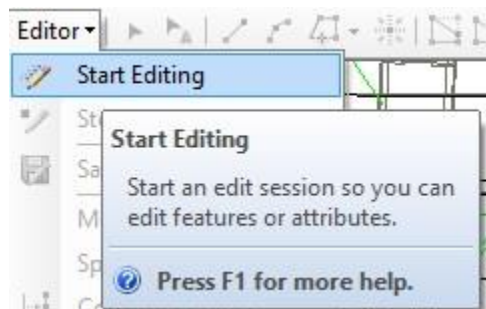 Editor
Start Editing
Start Editing
Start an edit session so you can
edit features or attributes.
Press F1 for more help.